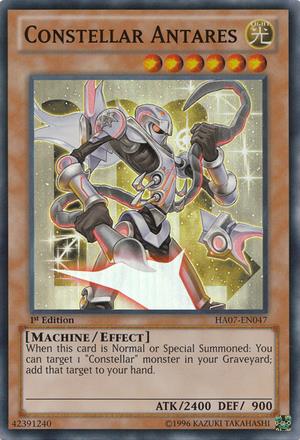 CONSTELLAR ANTARES
LIGHT
光
1st Edition
HA07-EN047
[MACHINE/EFFECT]
When this card is Normal or Special Summoned: You
can target 1 "Constellar" monster in your Graveyard;
add that target to your hand.
ATK/2400 DEF/ 900
42391240
©1996 KAZUKI TAKAHASHI